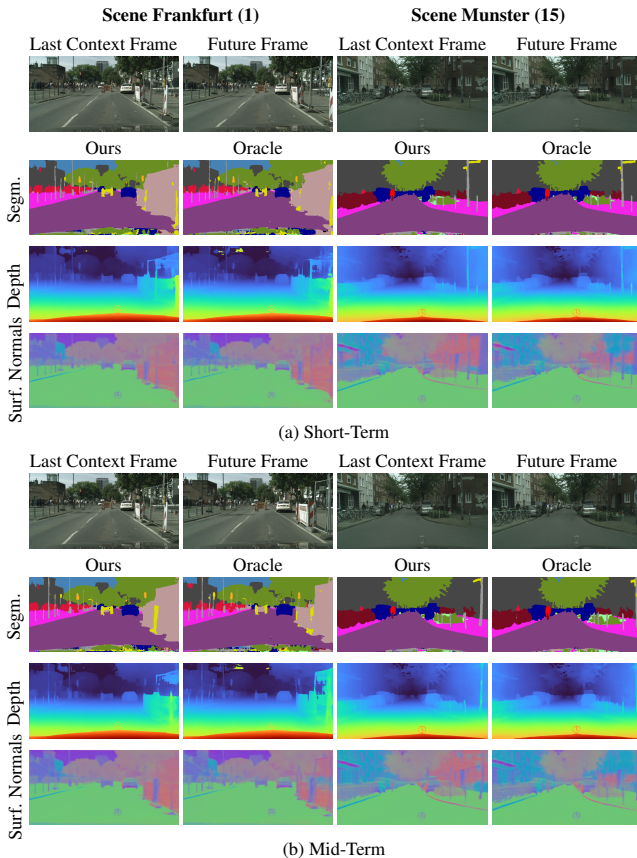 Scene Frankfurt (1) Scene Munster (15)
Last Context Frame Future Frame Last Context Frame Future Frame
Ours Oracle Ours Oracle
Segm.
Depth
Surf. Normals
(a) Short-Term
Last Context Frame Future Frame Last Context Frame Future Frame
Ours Oracle Ours Oracle
Segm.
Depth
Surf. Normals
(b) Mid-Term